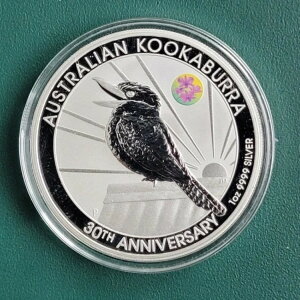 AUSTRALIAN KOOKABURRA
30TH ANNIVERSARY
1oz 9999 SILVER